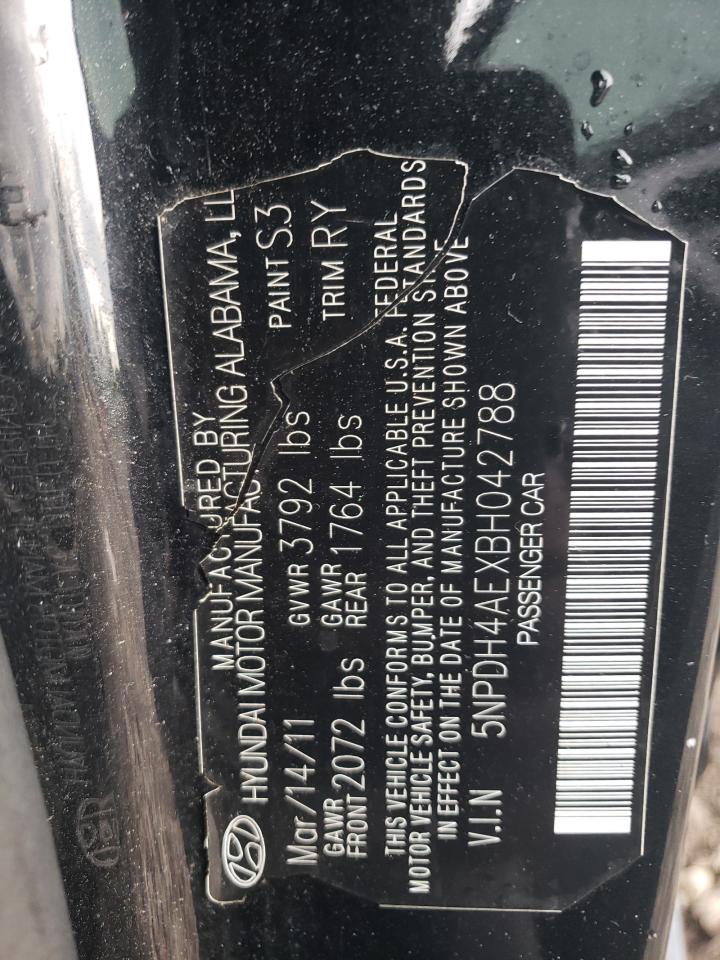 MANUFACTURED BY
HYUNDAI MOTOR MANUFACTURING ALABAMA, LL
Mar/14/11 GVWR 3792 lbs PAINT S3
GAWR FRONT 2072 lbs GAWR REAR 1764 lbs TRIM RY
THIS VEHICLE CONFORMS TO ALL APPLICABLE U.S.A. FEDERAL
MOTOR VEHICLE SAFETY, BUMPER, AND THEFT PREVENTION STANDARDS
IN EFFECT ON THE DATE OF MANUFACTURE SHOWN ABOVE
V.I.N 5NPDH4AEXBH042788
PASSENGER CAR